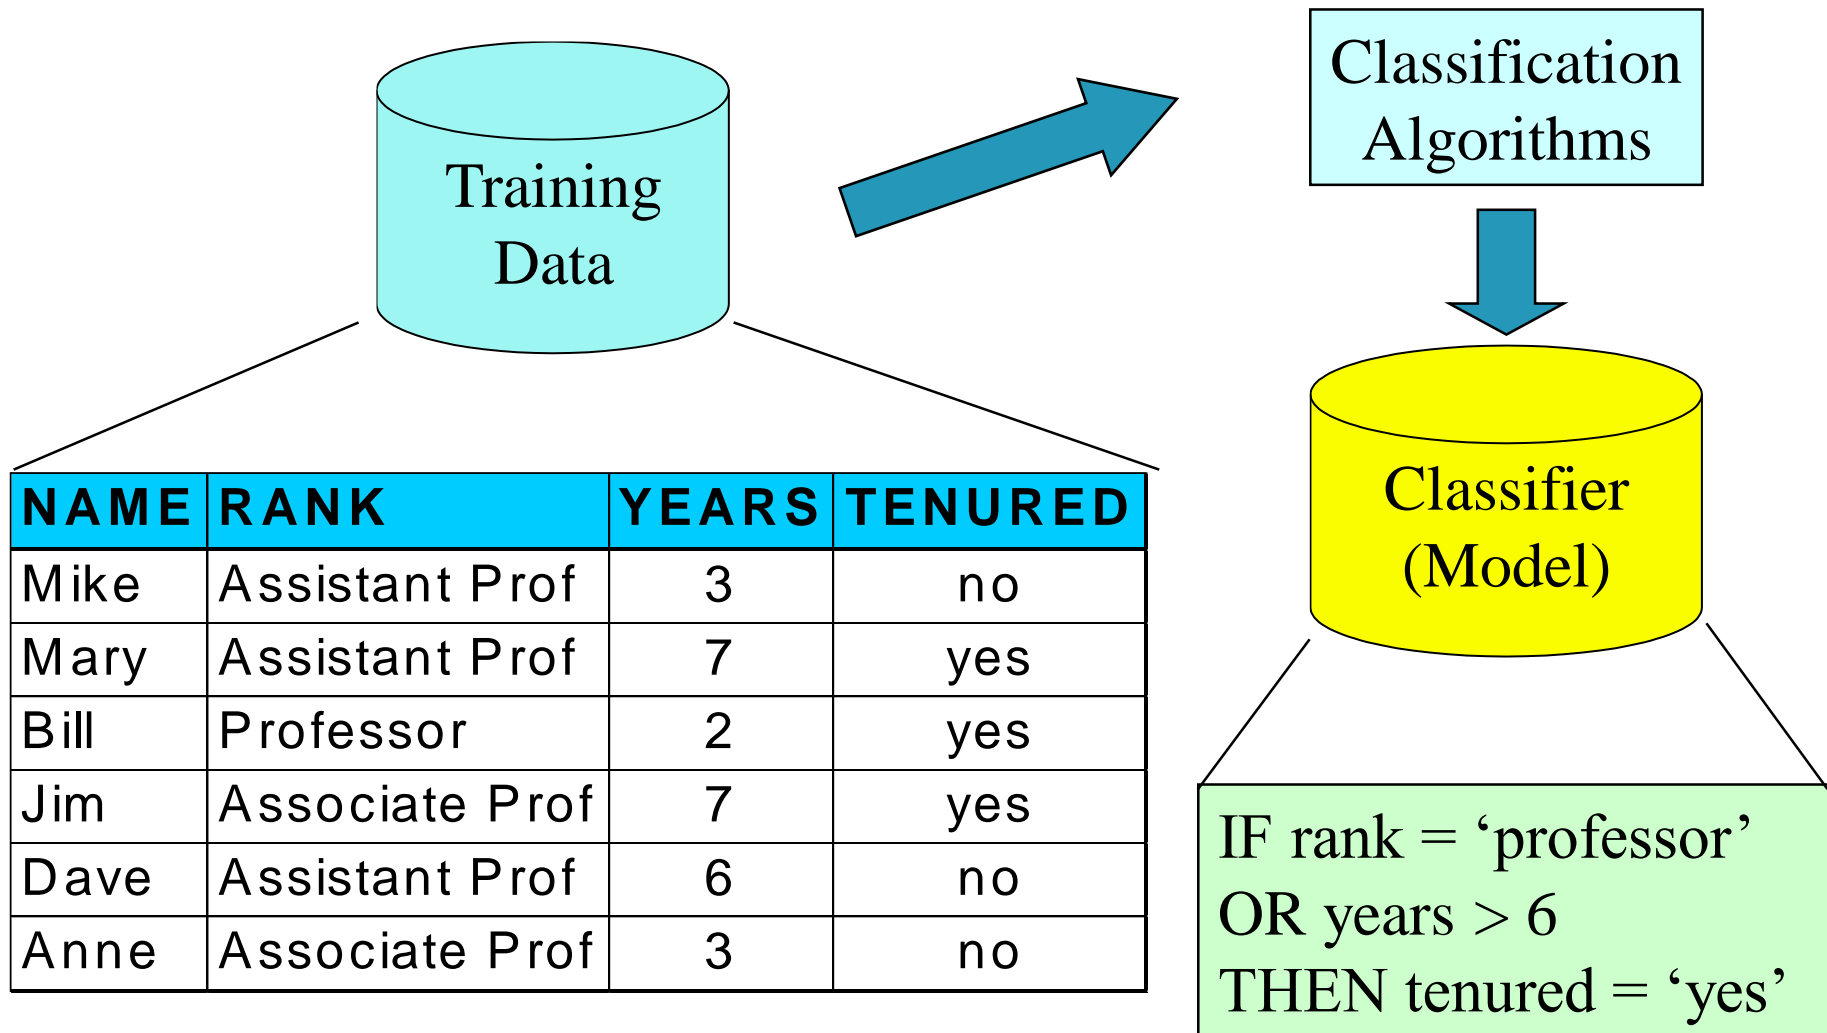 Training
Data
Classification
Algorithms
Classifier
(Model)
NAME RANK YEARS TENURED
Mike Assistant Prof 3 no
Mary Assistant Prof 7 yes
Bill Professor 2 yes
Jim Associate Prof 7 yes
Dave Assistant Prof 6 no
Anne Associate Prof 3 no
IF rank = ‘professor’
OR years > 6
THEN tenured = ‘yes’